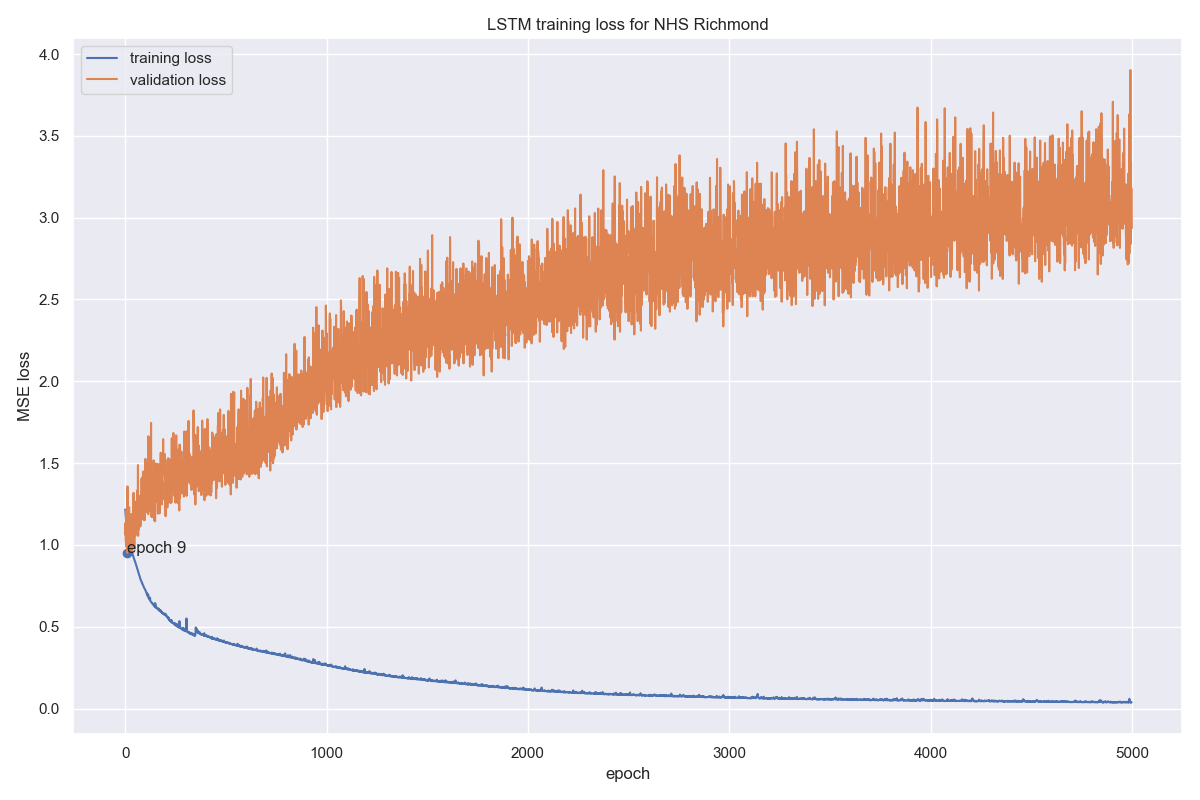 LSTM training loss for NHS Richmond
training loss
validation loss
4.0
3.5
3.0
2.5
2.0
1.5
1.0
0.5
0.0
MSE loss
epoch 9
0 1000 2000 3000 4000 5000
epoch